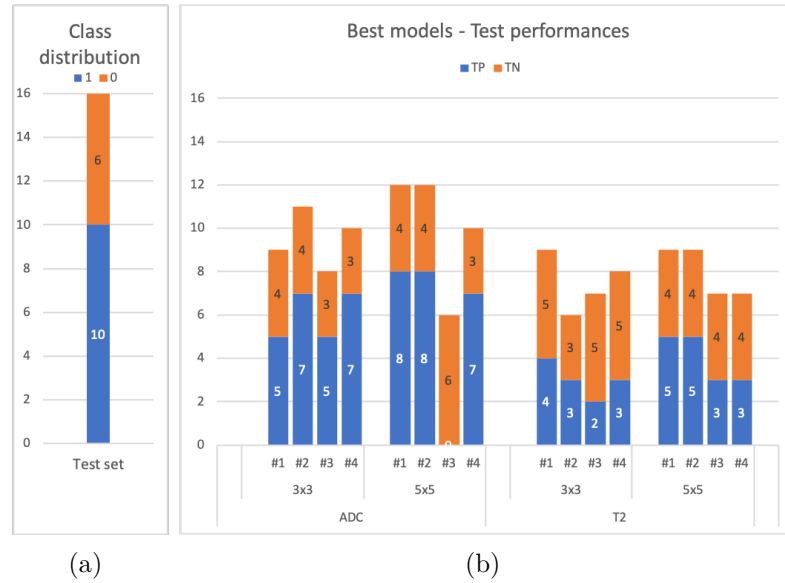 Class
distribution
1 0
16
14
12
10
8
6
4
2
0
6
10
Test set
(a)
Best models - Test performances
TP TN
16
14
12
10
8
6
4
2
0
4 4 3 3 4 4 6 3 5 3 5 5 4 4 4 4
5 7 5 7 8 8 0 7 4 3 2 3 5 5 3 3
#1 #2 #3 #4 #1 #2 #3 #4 #1 #2 #3 #4 #1 #2 #3 #4
3x3 5x5 3x3 5x5
ADC T2
(b)